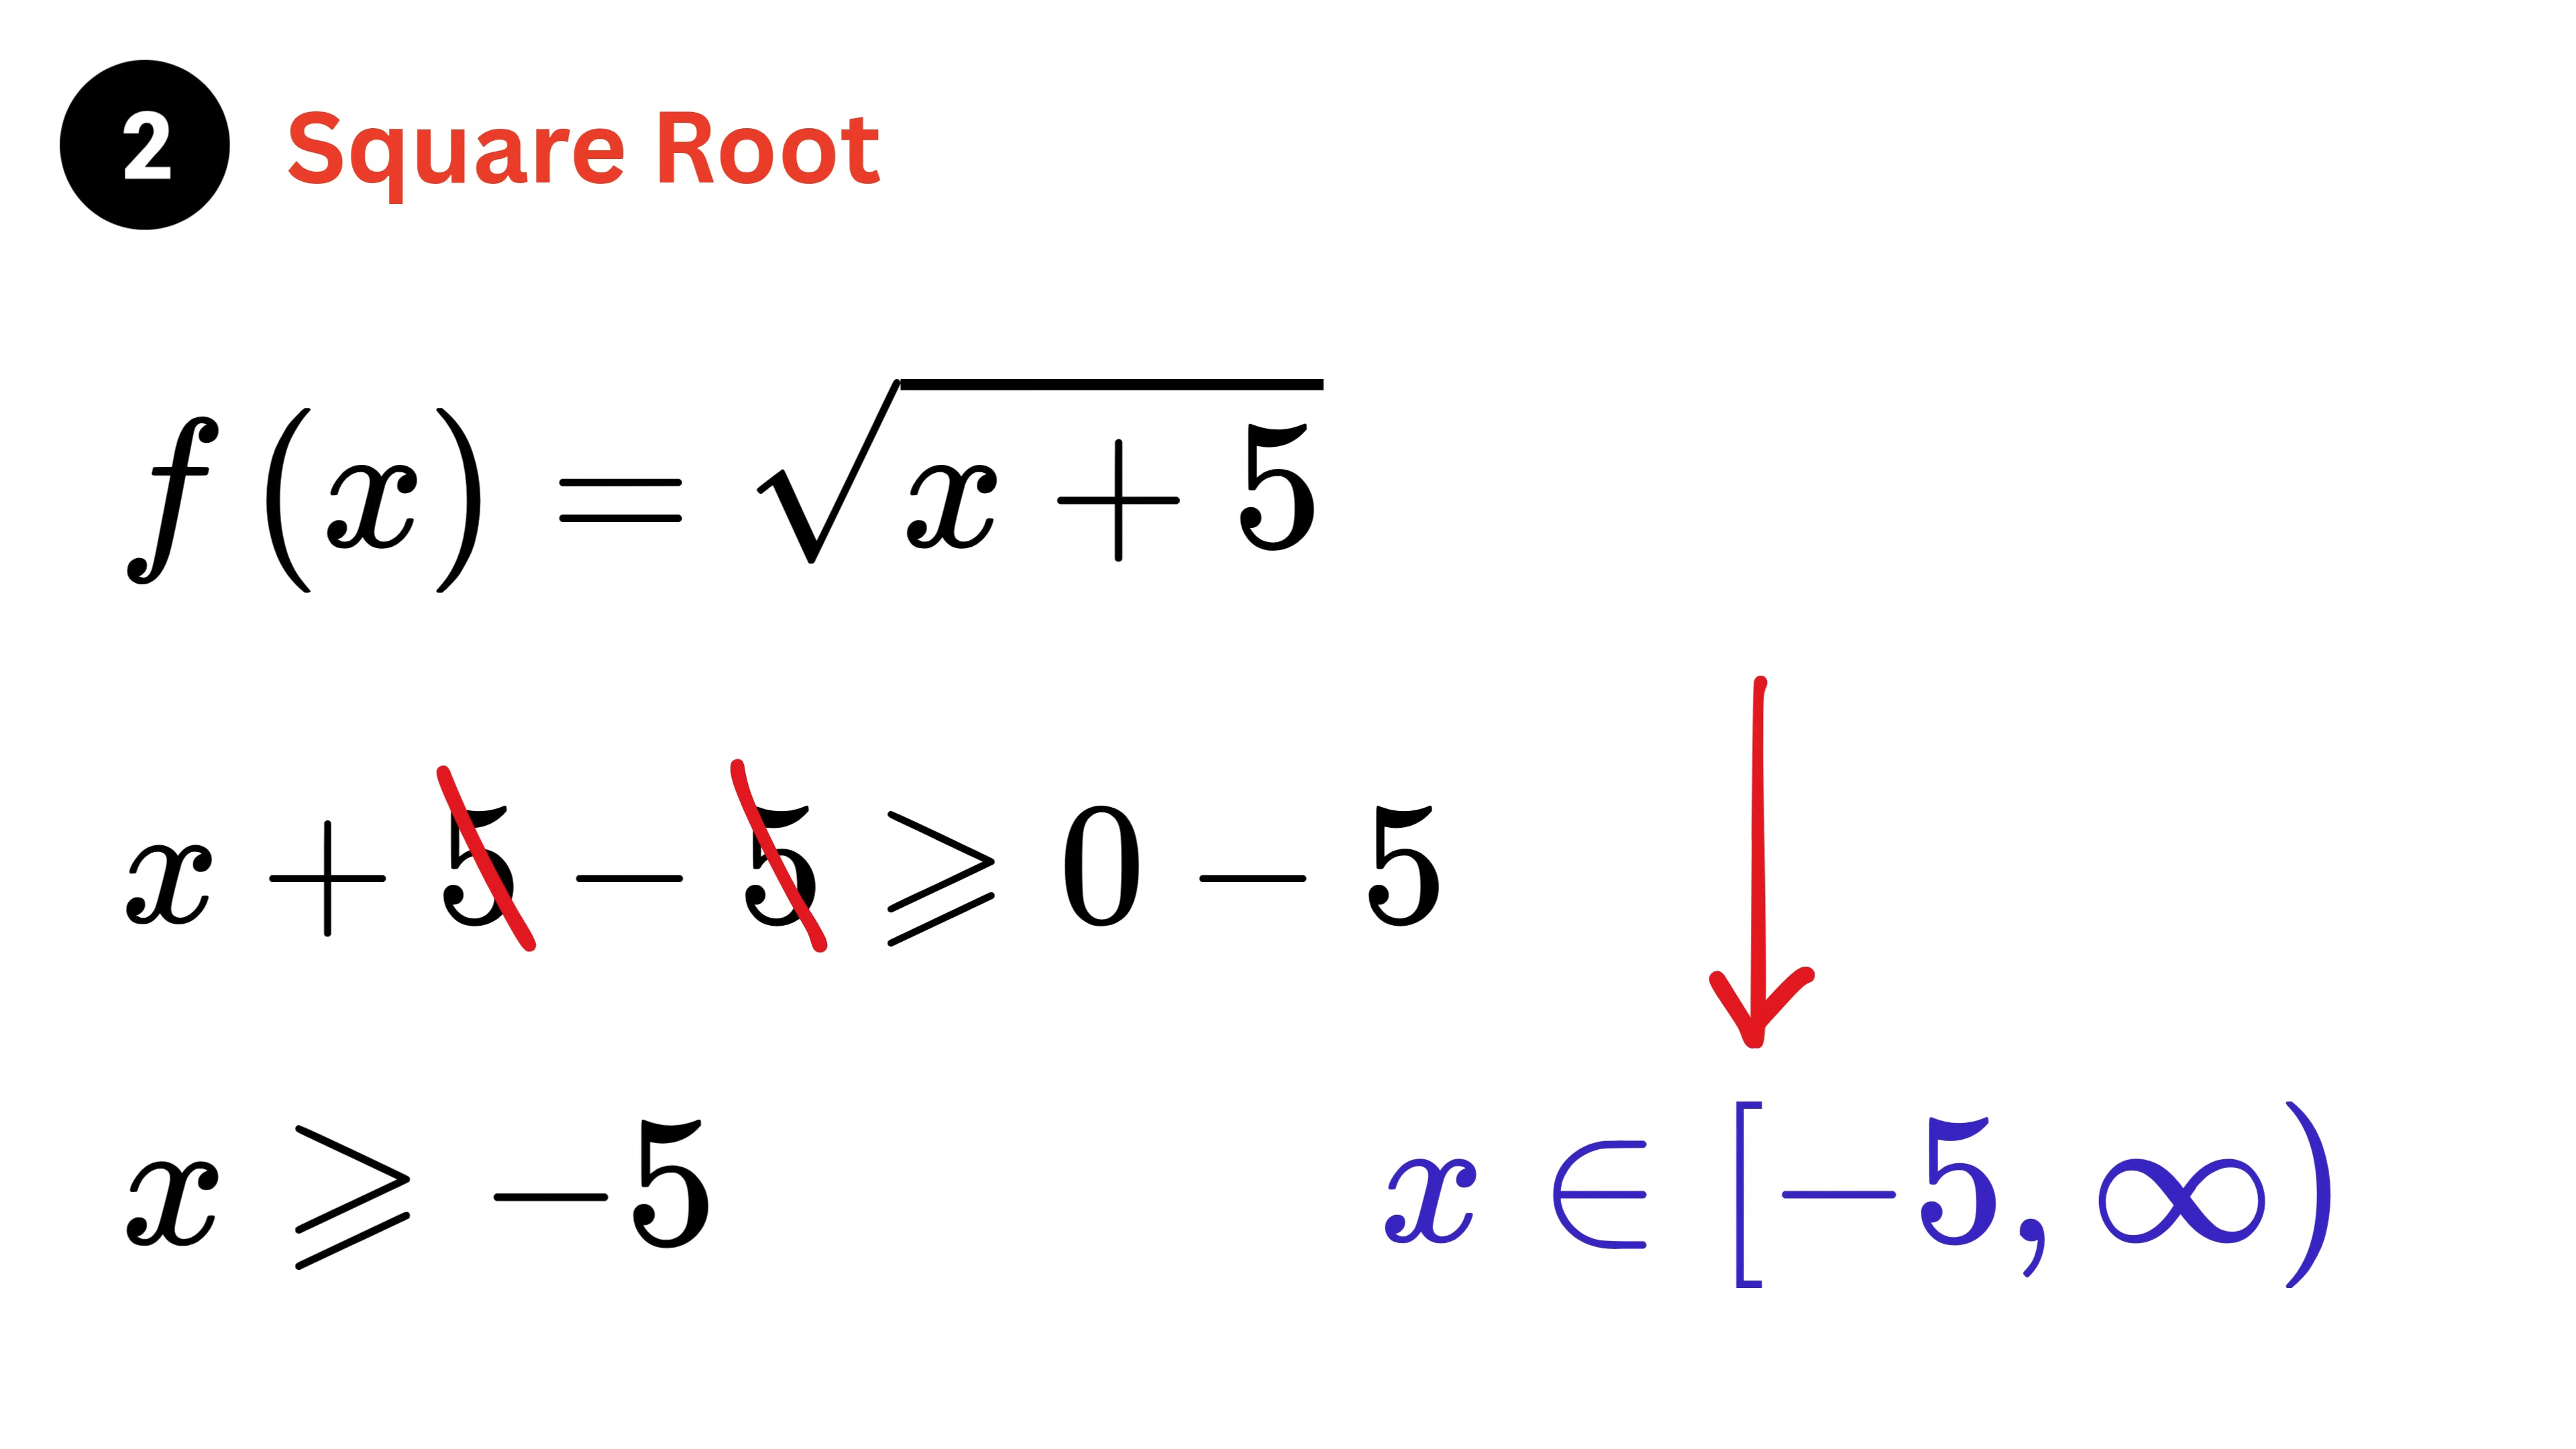 2 Square Root
f(x) = √(x + 5)
x + 5 − 5 ⩾ 0 − 5
x ⩾ −5
x ∈ [−5, ∞)